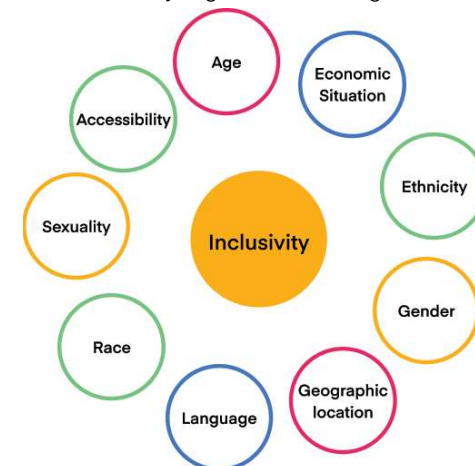 Age
Economic
Situation
Accessibility
Ethnicity
Sexuality
Inclusivity
Gender
Race
Geographic
location
Language